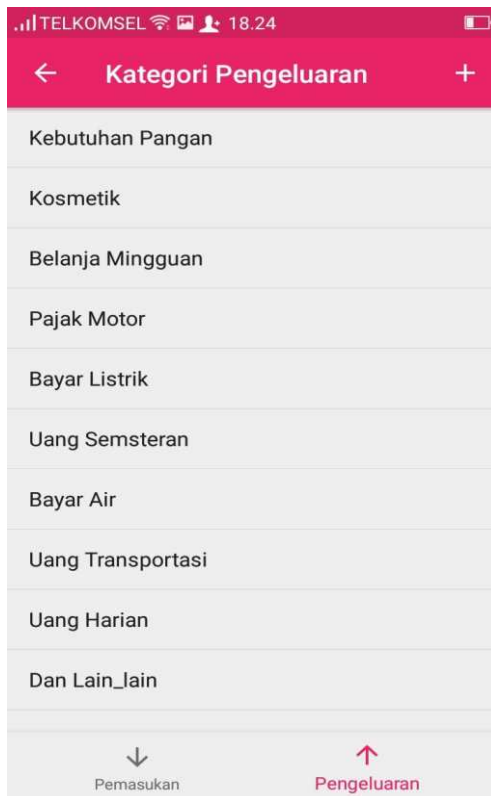 TELKOMSEL 18.24
Kategori Pengeluaran
Kebutuhan Pangan
Kosmetik
Belanja Mingguan
Pajak Motor
Bayar Listrik
Uang Semsteran
Bayar Air
Uang Transportasi
Uang Harian
Dan Lain_lain
Pemasukan Pengeluaran